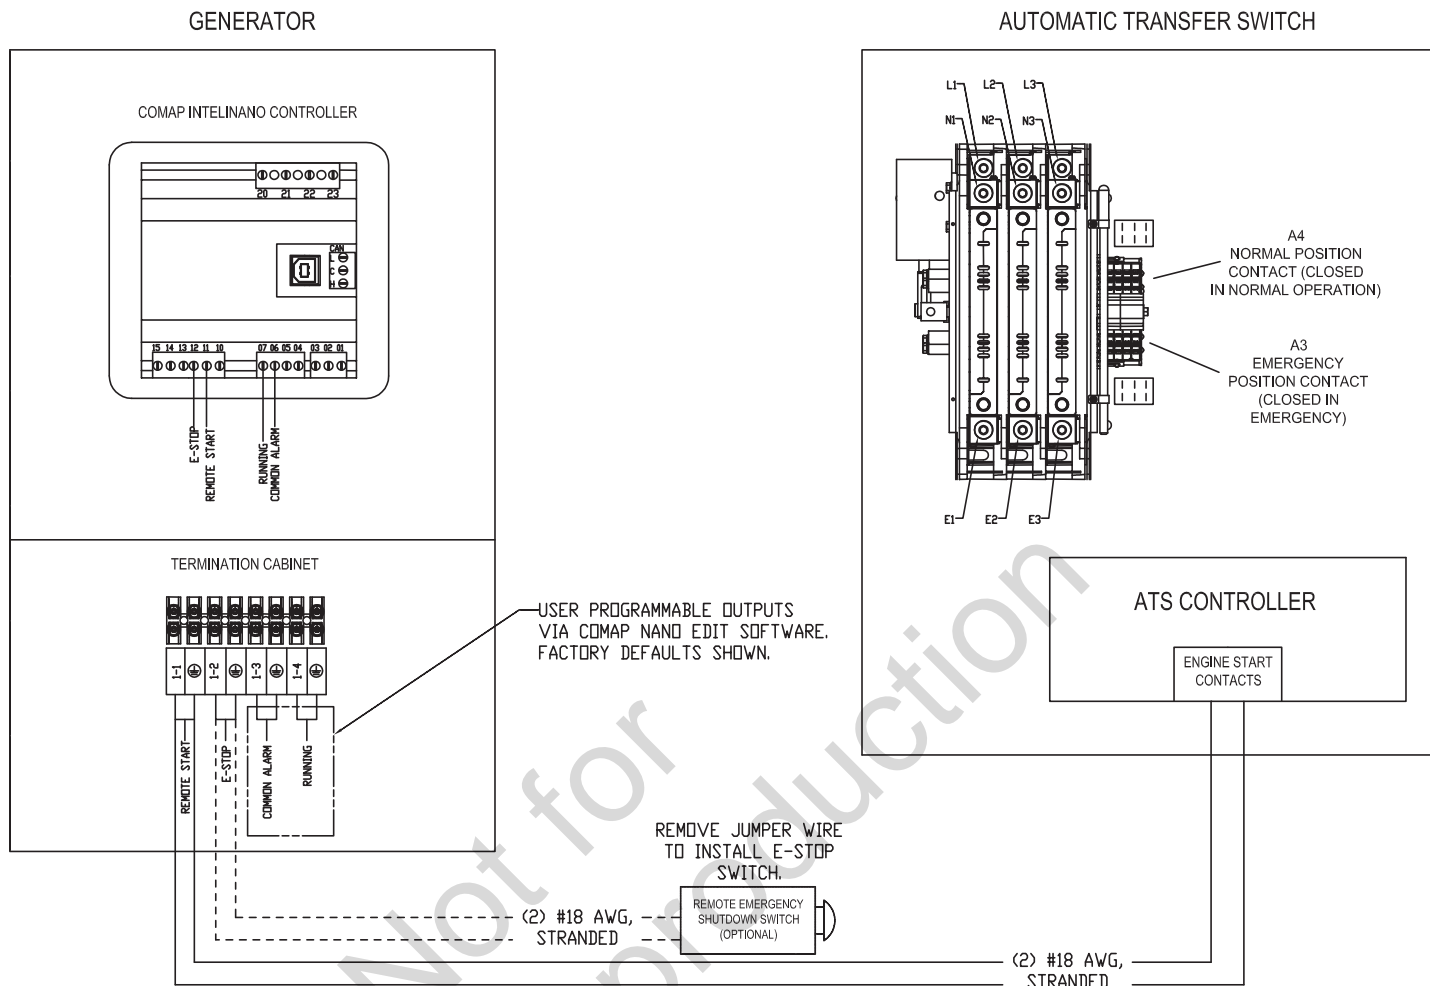 GENERATOR
AUTOMATIC TRANSFER SWITCH
COMAP INTELINANO CONTROLLER
20 21 22 23
CAN
L
C
H
15 14 13 12 11 10
07 06 05 04
03 02 01
E-STOP
REMOTE START
RUNNING
COMMON ALARM
L1
L2
L3
N1
N2
N3
A4
NORMAL POSITION
CONTACT (CLOSED
IN NORMAL OPERATION)
A3
EMERGENCY
POSITION CONTACT
(CLOSED IN
EMERGENCY)
E1
E2
E3
TERMINATION CABINET
1-1
1-2
1-3
1-4
REMOTE START
E-STOP
COMMON ALARM
RUNNING
USER PROGRAMMABLE OUTPUTS
VIA COMAP NANO EDIT SOFTWARE.
FACTORY DEFAULTS SHOWN.
ATS CONTROLLER
ENGINE START
CONTACTS
REMOVE JUMPER WIRE
TO INSTALL E-STOP
SWITCH.
REMOTE EMERGENCY
SHUTDOWN SWITCH
(OPTIONAL)
(2) #18 AWG,
STRANDED
(2) #18 AWG,
STRANDED
Not for
production